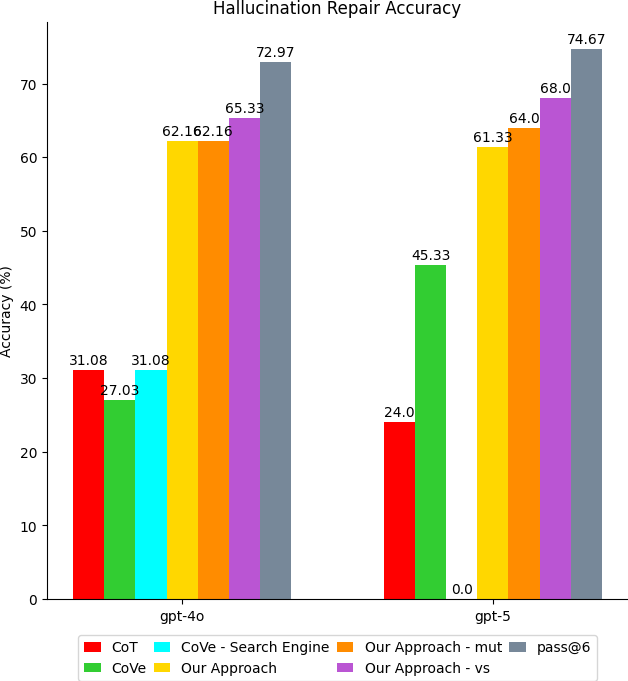 Hallucination Repair Accuracy
Accuracy (%)
70
60
50
40
30
20
10
0
31.08
27.03
31.08
62.16
62.16
65.33
72.97
24.0
45.33
0.0
61.33
64.0
68.0
74.67
gpt-4o
gpt-5
CoT
CoVe
CoVe - Search Engine
Our Approach
Our Approach - mut
Our Approach - vs
pass@6